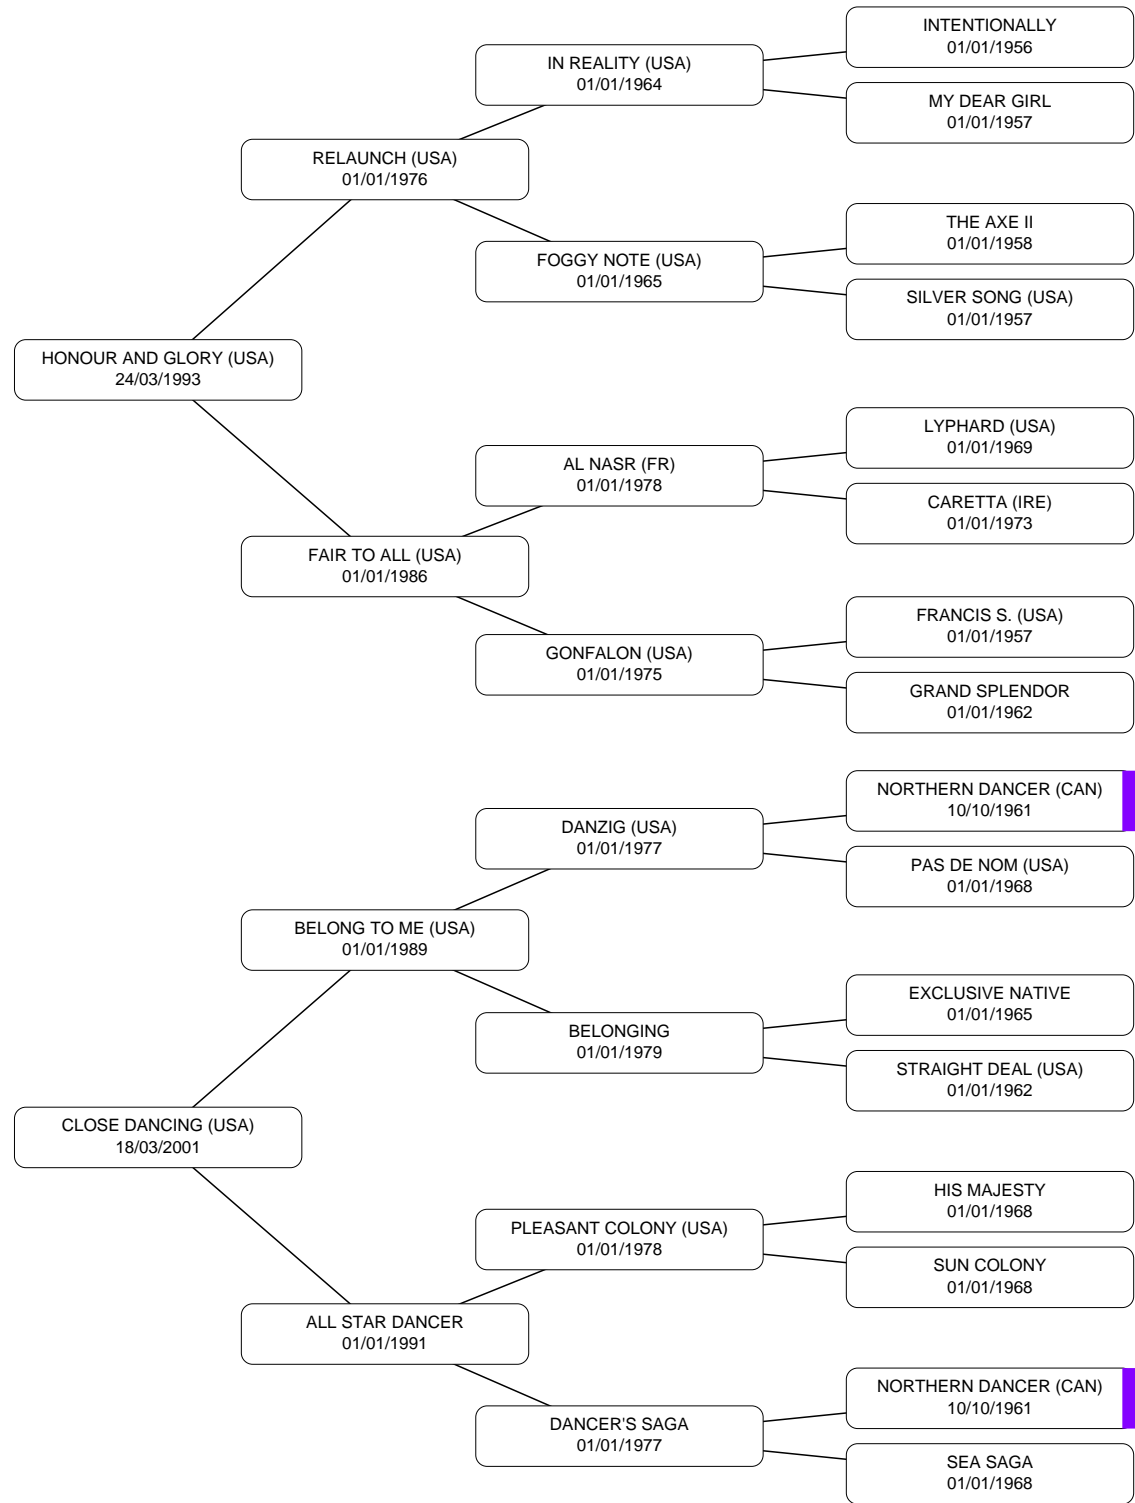 INTENTIONALLY
01/01/1956
IN REALITY (USA)
01/01/1964
MY DEAR GIRL
01/01/1957
RELAUNCH (USA)
01/01/1976
THE AXE II
01/01/1958
FOGGY NOTE (USA)
01/01/1965
SILVER SONG (USA)
01/01/1957
HONOUR AND GLORY (USA)
24/03/1993
LYPHARD (USA)
01/01/1969
AL NASR (FR)
01/01/1978
CARETTA (IRE)
01/01/1973
FAIR TO ALL (USA)
01/01/1986
FRANCIS S. (USA)
01/01/1957
GONFALON (USA)
01/01/1975
GRAND SPLENDOR
01/01/1962
NORTHERN DANCER (CAN)
10/10/1961
DANZIG (USA)
01/01/1977
PAS DE NOM (USA)
01/01/1968
BELONG TO ME (USA)
01/01/1989
EXCLUSIVE NATIVE
01/01/1965
BELONGING
01/01/1979
STRAIGHT DEAL (USA)
01/01/1962
CLOSE DANCING (USA)
18/03/2001
HIS MAJESTY
01/01/1968
PLEASANT COLONY (USA)
01/01/1978
SUN COLONY
01/01/1968
ALL STAR DANCER
01/01/1991
NORTHERN DANCER (CAN)
10/10/1961
DANCER'S SAGA
01/01/1977
SEA SAGA
01/01/1968